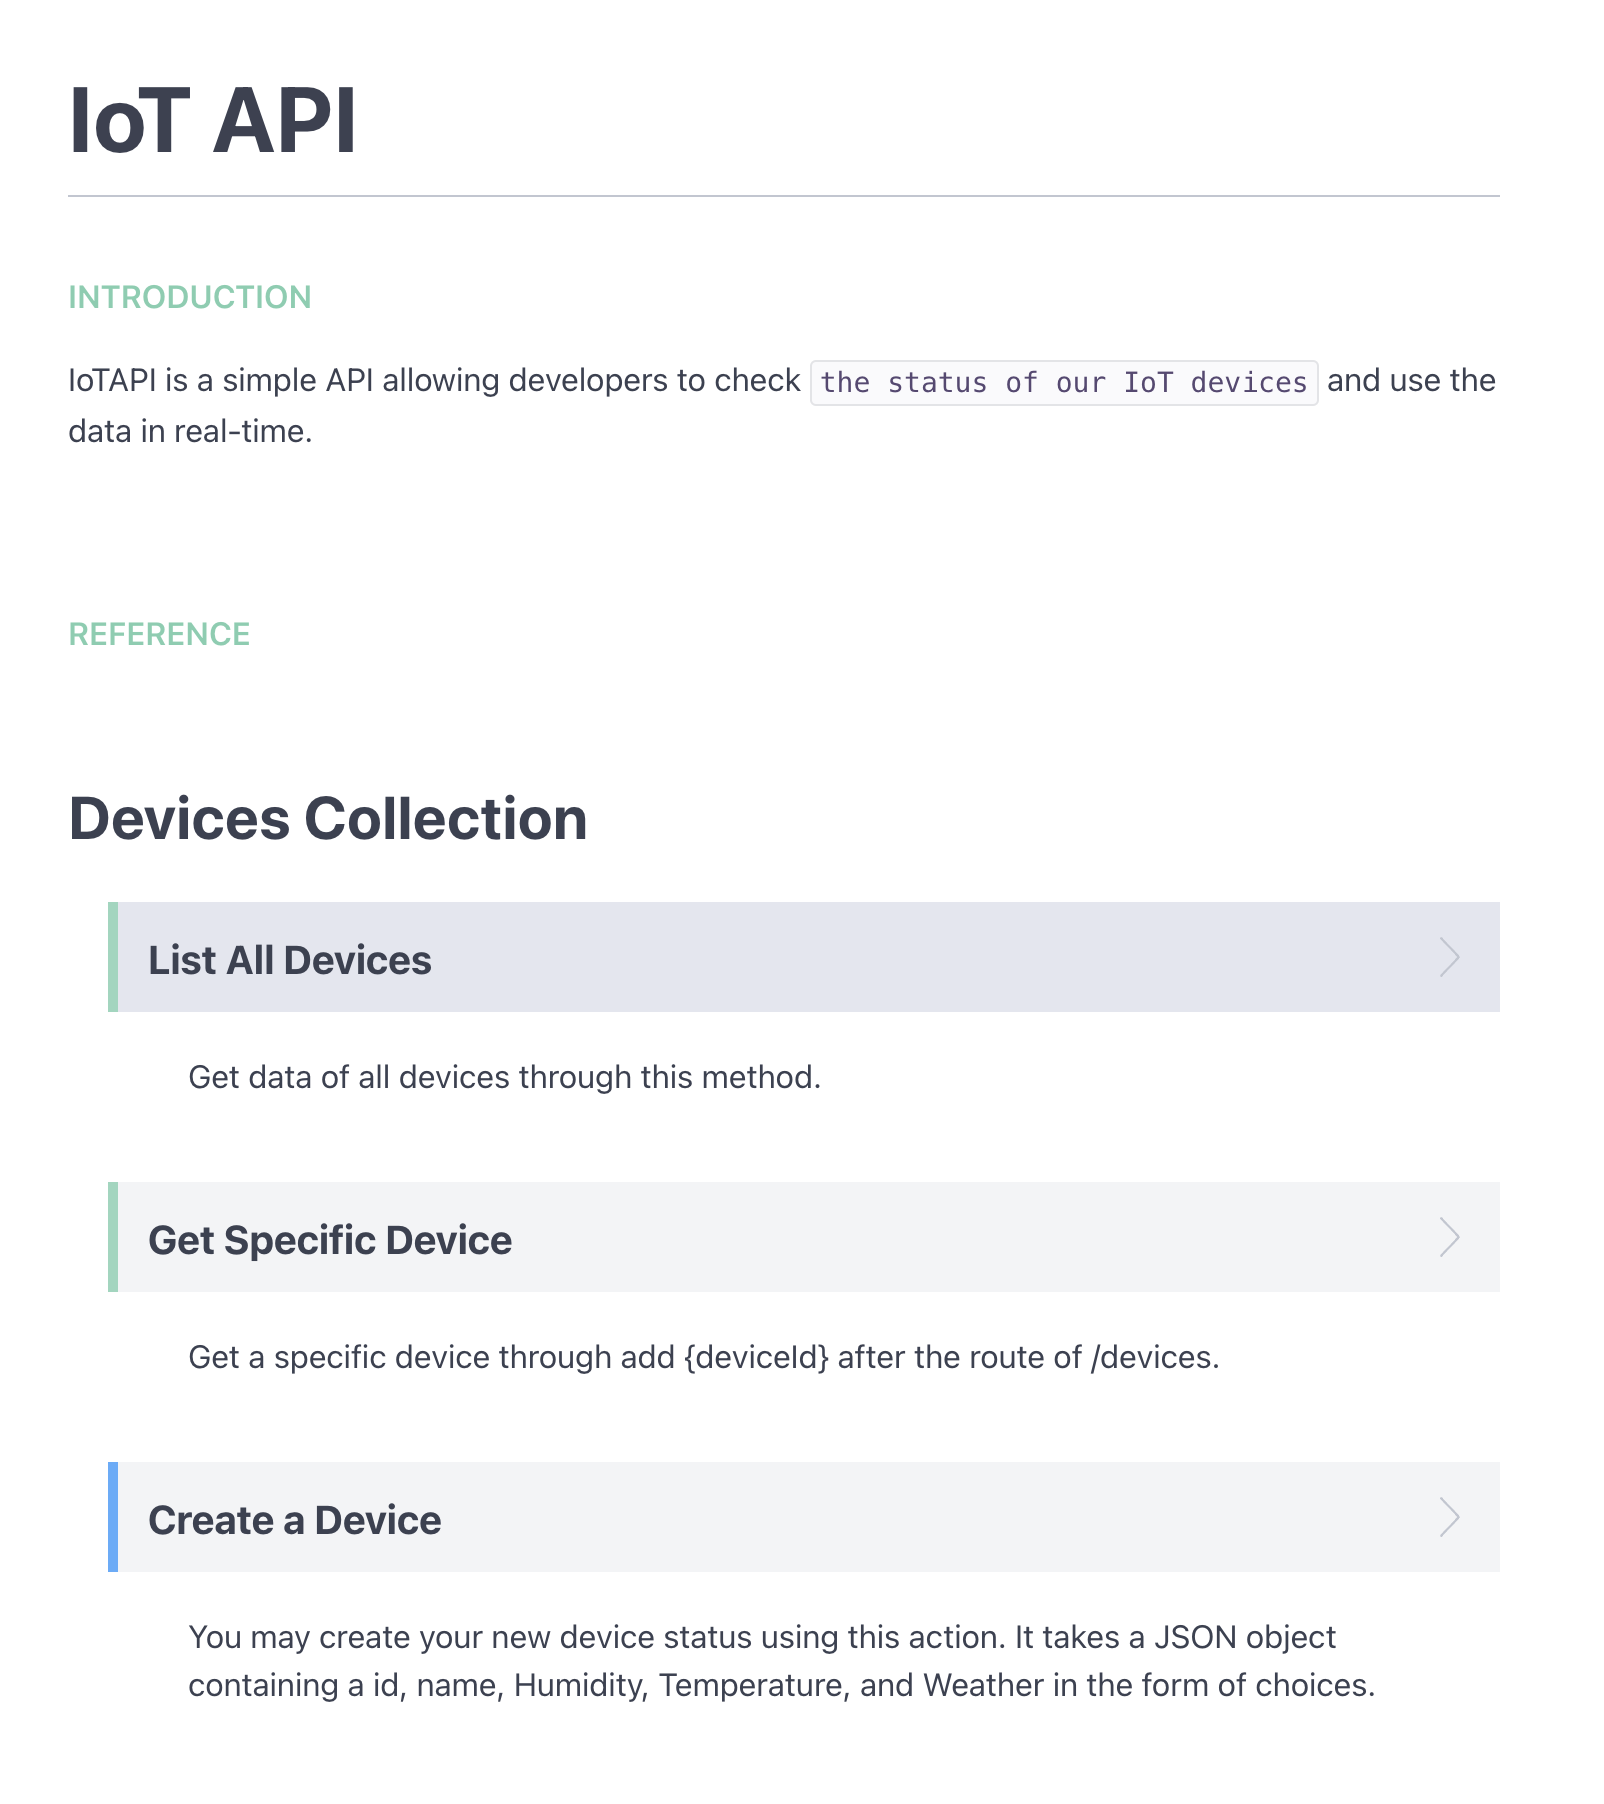 IoT API
INTRODUCTION
IoTAPI is a simple API allowing developers to check the status of our IoT devices and use the
data in real-time.
REFERENCE
Devices Collection
List All Devices
Get data of all devices through this method.
Get Specific Device
Get a specific device through add {deviceId} after the route of /devices.
Create a Device
You may create your new device status using this action. It takes a JSON object
containing a id, name, Humidity, Temperature, and Weather in the form of choices.